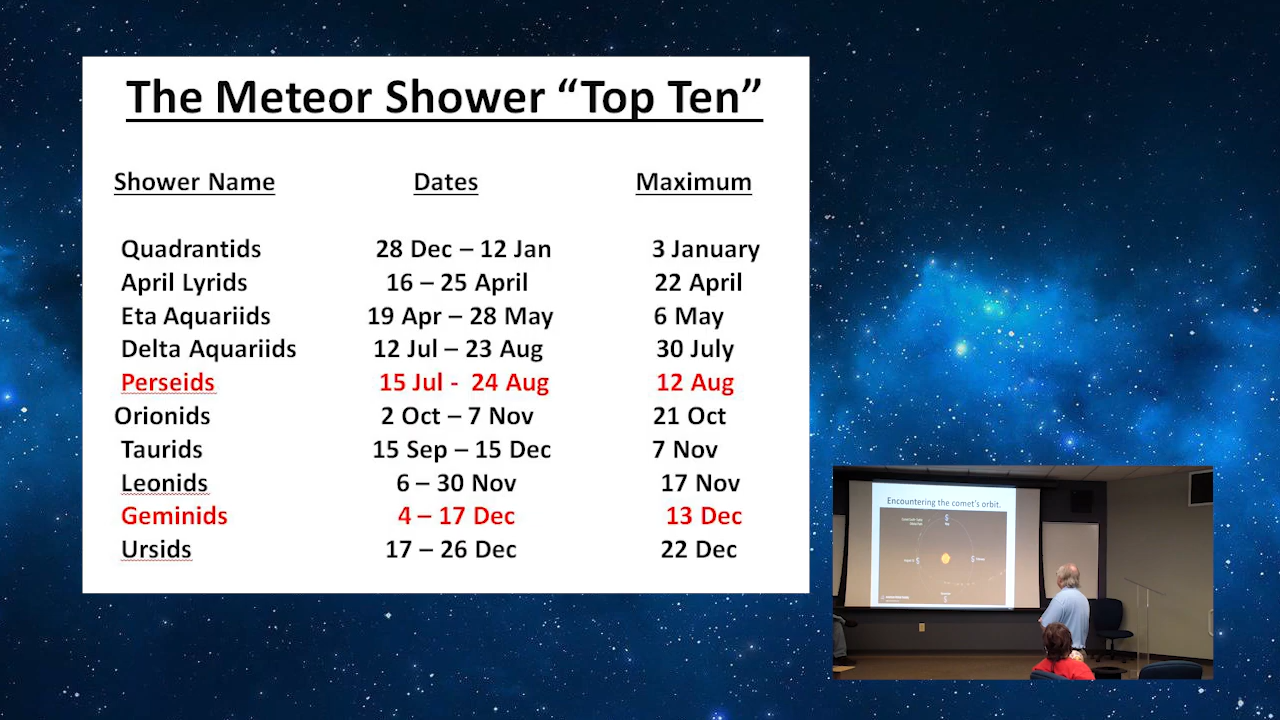 The Meteor Shower “Top Ten”
Shower Name Dates Maximum
Quadrantids 28 Dec – 12 Jan 3 January
April Lyrids 16 – 25 April 22 April
Eta Aquariids 19 Apr – 28 May 6 May
Delta Aquariids 12 Jul – 23 Aug 30 July
Perseids 15 Jul - 24 Aug 12 Aug
Orionids 2 Oct – 7 Nov 21 Oct
Taurids 15 Sep – 15 Dec 7 Nov
Leonids 6 – 30 Nov 17 Nov
Geminids 4 – 17 Dec 13 Dec
Ursids 17 – 26 Dec 22 Dec
Encountering the comet's orbit.